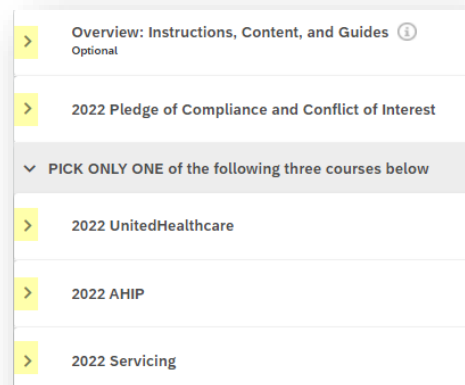 Overview: Instructions, Content, and Guides
Optional
2022 Pledge of Compliance and Conflict of Interest
PICK ONLY ONE of the following three courses below
2022 UnitedHealthcare
2022 AHIP
2022 Servicing